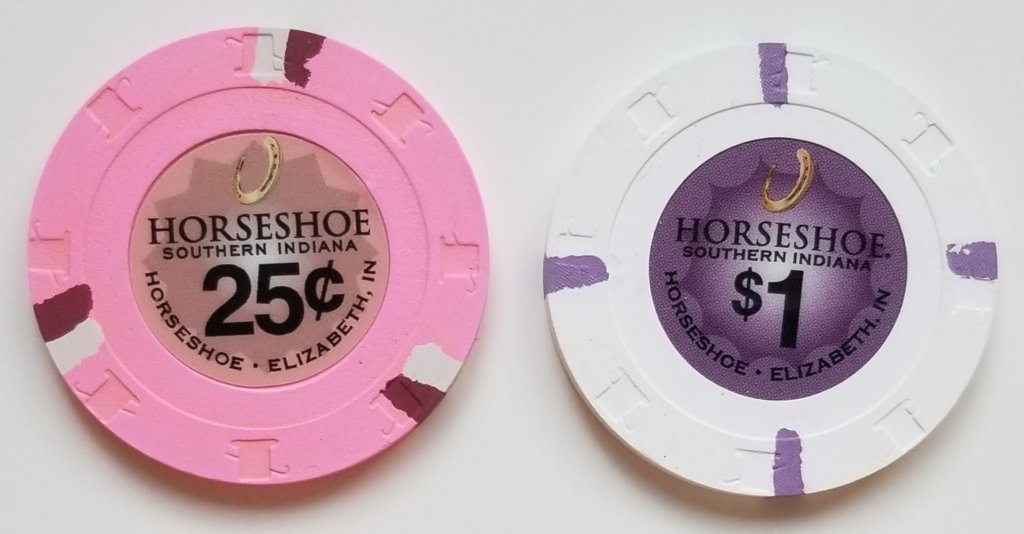 HORSESHOE
SOUTHERN INDIANA
25¢
HORSESHOE • ELIZABETH, IN
HORSESHOE®
SOUTHERN INDIANA
$1
HORSESHOE • ELIZABETH, IN